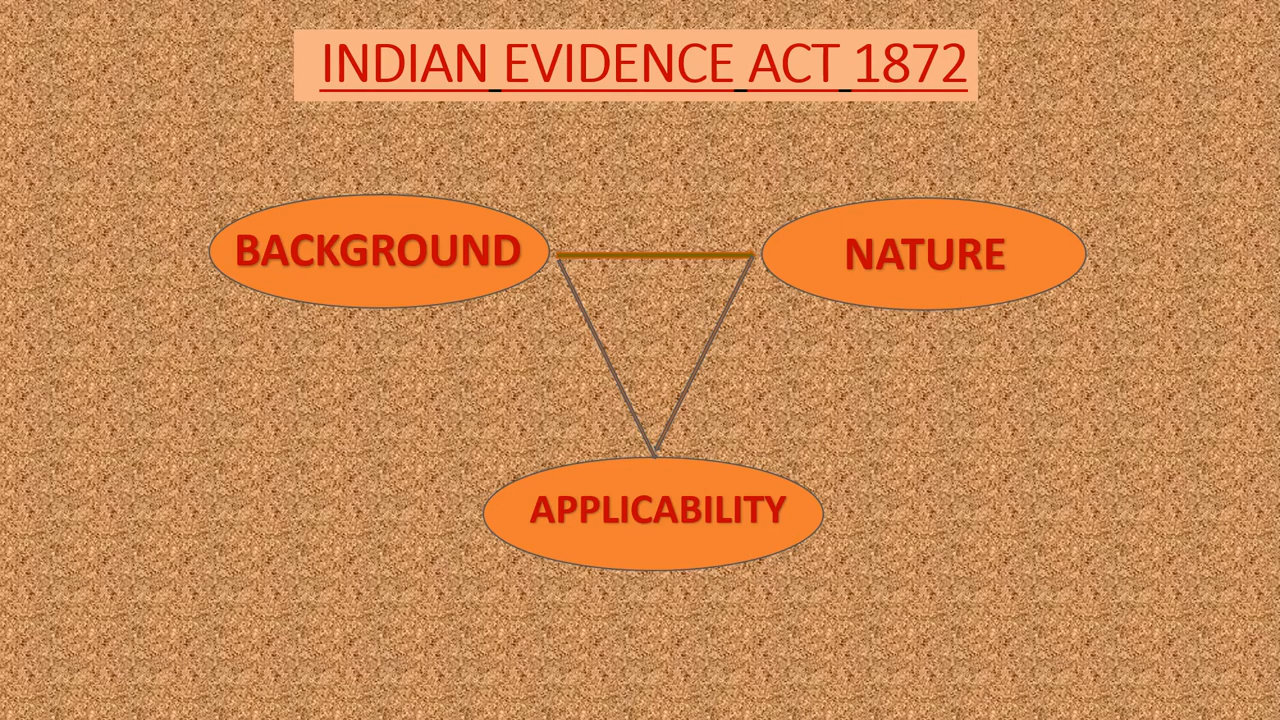 INDIAN EVIDENCE ACT 1872
BACKGROUND
NATURE
APPLICABILITY